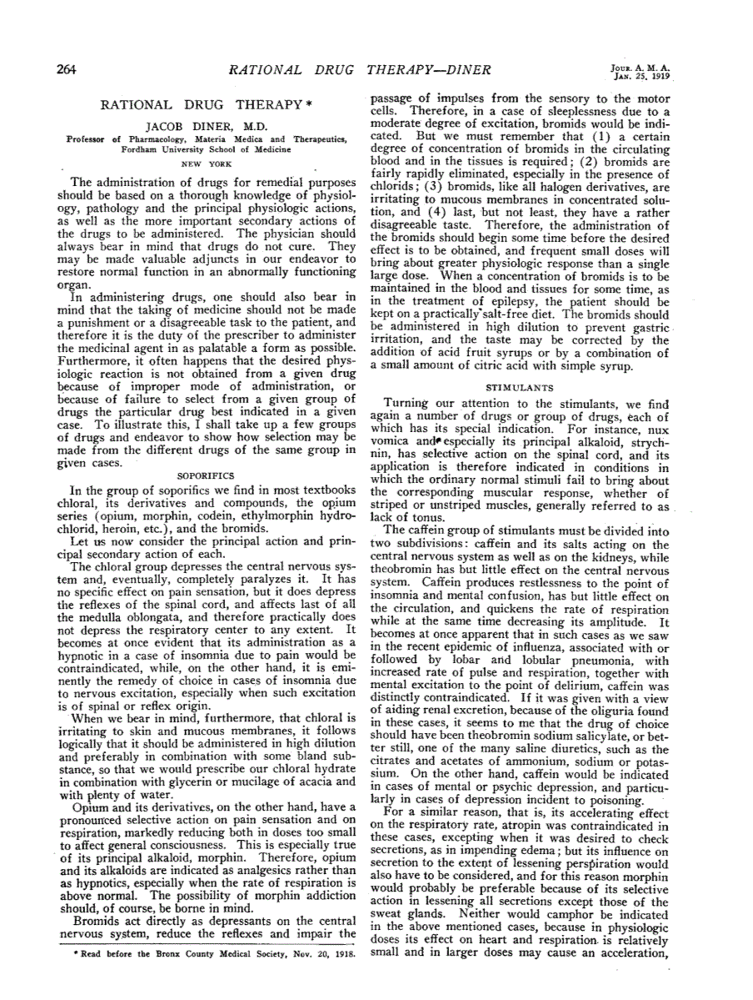 264
RATIONAL DRUG THERAPY—DINER
JOUR. A. M. A.
JAN. 25, 1919
RATIONAL DRUG THERAPY *
JACOB DINER, M.D.
Professor of Pharmacology, Materia Medica and Therapeutics,
Fordham University School of Medicine
NEW YORK
The administration of drugs for remedial purposes
should be based on a thorough knowledge of physiol-
ogy, pathology and the principal physiologic actions,
as well as the more important secondary actions of
the drugs to be administered. The physician should
always bear in mind that drugs do not cure. They
may be made valuable adjuncts in our endeavor to
restore normal function in an abnormally functioning
organ.
In administering drugs, one should also bear in
mind that the taking of medicine should not be made
a punishment or a disagreeable task to the patient, and
therefore it is the duty of the prescriber to administer
the medicinal agent in as palatable a form as possible.
Furthermore, it often happens that the desired phys-
iologic reaction is not obtained from a given drug
because of improper mode of administration, or
because of failure to select from a given group of
drugs the particular drug best indicated in a given
case. To illustrate this, I shall take up a few groups
of drugs and endeavor to show how selection may be
made from the different drugs of the same group in
given cases.
SOPORIFICS
In the group of soporifics we find in most textbooks
chloral, its derivatives and compounds, the opium
series (opium, morphin, codein, ethylmorphin hydro-
chlorid, heroin, etc.), and the bromids.
Let us now consider the principal action and prin-
cipal secondary action of each.
The chloral group depresses the central nervous sys-
tem and, eventually, completely paralyzes it. It has
no specific effect on pain sensation, but it does depress
the reflexes of the spinal cord, and affects last of all
the medulla oblongata, and therefore practically does
not depress the respiratory center to any extent. It
becomes at once evident that its administration as a
hypnotic in a case of insomnia due to pain would be
contraindicated, while, on the other hand, it is emi-
nently the remedy of choice in cases of insomnia due
to nervous excitation, especially when such excitation
is of spinal or reflex origin.
When we bear in mind, furthermore, that chloral is
irritating to skin and mucous membranes, it follows
logically that it should be administered in high dilution
and preferably in combination with some bland sub-
stance, so that we would prescribe our chloral hydrate
in combination with glycerin or mucilage of acacia and
with plenty of water.
Opium and its derivatives, on the other hand, have a
pronounced selective action on pain sensation and on
respiration, markedly reducing both in doses too small
to affect general consciousness. This is especially true
of its principal alkaloid, morphin. Therefore, opium
and its alkaloids are indicated as analgesics rather than
as hypnotics, especially when the rate of respiration is
above normal. The possibility of morphin addiction
should, of course, be borne in mind.
Bromids act directly as depressants on the central
nervous system, reduce the reflexes and impair the
* Read before the Bronx County Medical Society, Nov. 20, 1918.
passage of impulses from the sensory to the motor
cells. Therefore, in a case of sleeplessness due to a
moderate degree of excitation, bromids would be indi-
cated. But we must remember that (1) a certain
degree of concentration of bromids in the circulating
blood and in the tissues is required; (2) bromids are
fairly rapidly eliminated, especially in the presence of
chlorids; (3) bromids, like all halogen derivatives, are
irritating to mucous membranes in concentrated solu-
tion, and (4) last, but not least, they have a rather
disagreeable taste. Therefore, the administration of
the bromids should begin some time before the desired
effect is to be obtained, and frequent small doses will
bring about greater physiologic response than a single
large dose. When a concentration of bromids is to be
maintained in the blood and tissues for some time, as
in the treatment of epilepsy, the patient should be
kept on a practically salt-free diet. The bromids should
be administered in high dilution to prevent gastric
irritation, and the taste may be corrected by the
addition of acid fruit syrups or by a combination of
a small amount of citric acid with simple syrup.
STIMULANTS
Turning our attention to the stimulants, we find
again a number of drugs or group of drugs, each of
which has its special indication. For instance, nux
vomica and especially its principal alkaloid, strych-
nin, has selective action on the spinal cord, and its
application is therefore indicated in conditions in
which the ordinary normal stimuli fail to bring about
the corresponding muscular response, whether of
striped or unstriped muscles, generally referred to as
lack of tonus.
The caffein group of stimulants must be divided into
two subdivisions: caffein and its salts acting on the
central nervous system as well as on the kidneys, while
theobromin has but little effect on the central nervous
system. Caffein produces restlessness to the point of
insomnia and mental confusion, has but little effect on
the circulation, and quickens the rate of respiration
while at the same time decreasing its amplitude. It
becomes at once apparent that in such cases as we saw
in the recent epidemic of influenza, associated with or
followed by lobar and lobular pneumonia, with
increased rate of pulse and respiration, together with
mental excitation to the point of delirium, caffein was
distinctly contraindicated. If it was given with a view
of aiding renal excretion, because of the oliguria found
in these cases, it seems to me that the drug of choice
should have been theobromin sodium salicylate, or bet-
ter still, one of the many saline diuretics, such as the
citrates and acetates of ammonium, sodium or potas-
sium. On the other hand, caffein would be indicated
in cases of mental or psychic depression, and particu-
larly in cases of depression incident to poisoning.
For a similar reason, that is, its accelerating effect
on the respiratory rate, atropin was contraindicated in
these cases, excepting when it was desired to check
secretions, as in impending edema; but its influence on
secretion to the extent of lessening perspiration would
also have to be considered, and for this reason morphin
would probably be preferable because of its selective
action in lessening all secretions except those of the
sweat glands. Neither would camphor be indicated
in the above mentioned cases, because in physiologic
doses its effect on heart and respiration is relatively
small and in larger doses may cause an acceleration,